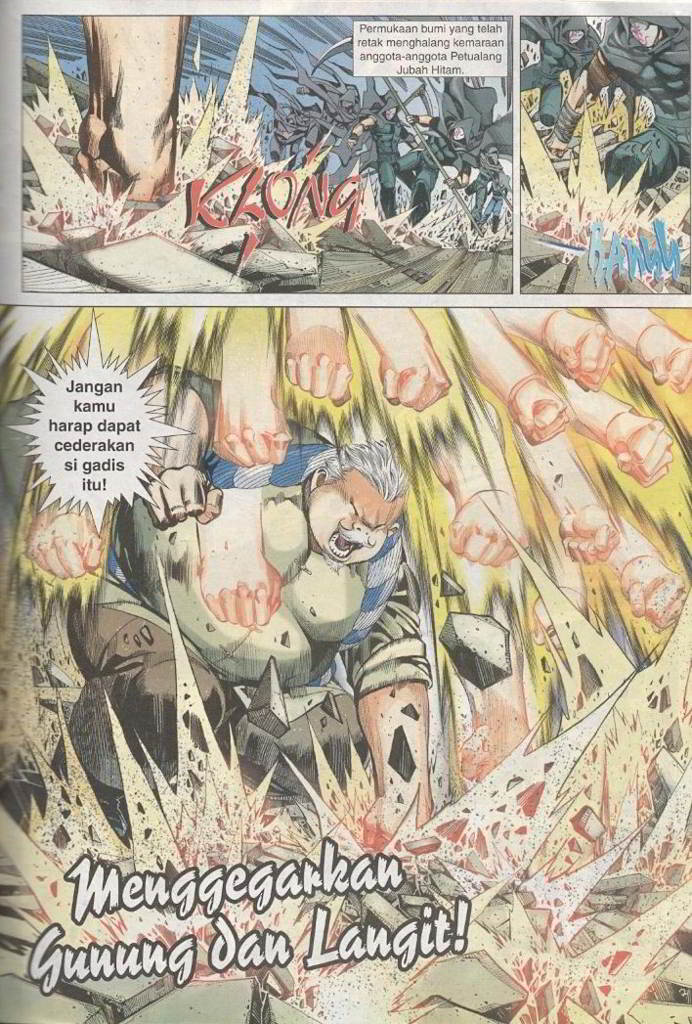 Permukaan bumi yang telah
retak menghalang kemaraan
anggota-anggota Petualang
Jubah Hitam.
KLONG
BAMM
Jangan
kamu
harap dapat
cederakan
si gadis
itu!
Menggegarkan
Gunung dan Langit!